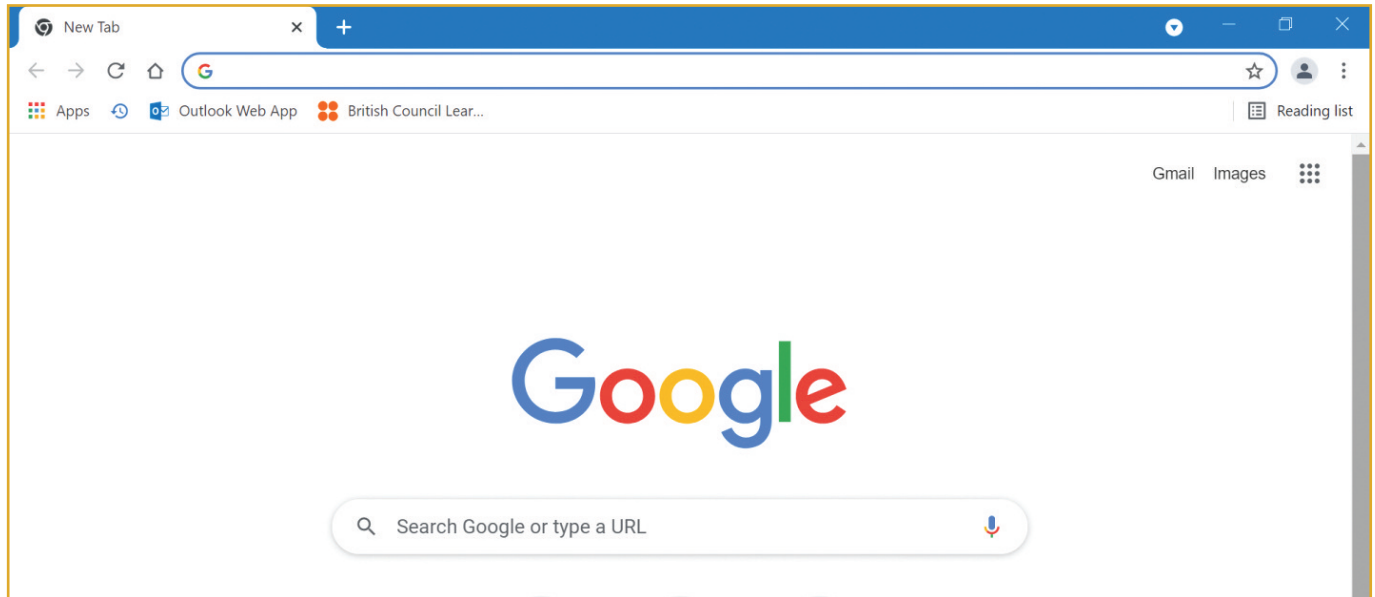 New Tab
Apps Outlook Web App British Council Lear... Reading list
Gmail Images
Google
Search Google or type a URL